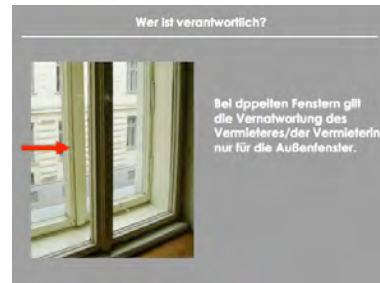 Wer ist verantwortlich?
Bei dppelten Fenstern gilt
die Vernatwortung des
Vermieteres/der Vermieterin
nur für die Außenfenster.